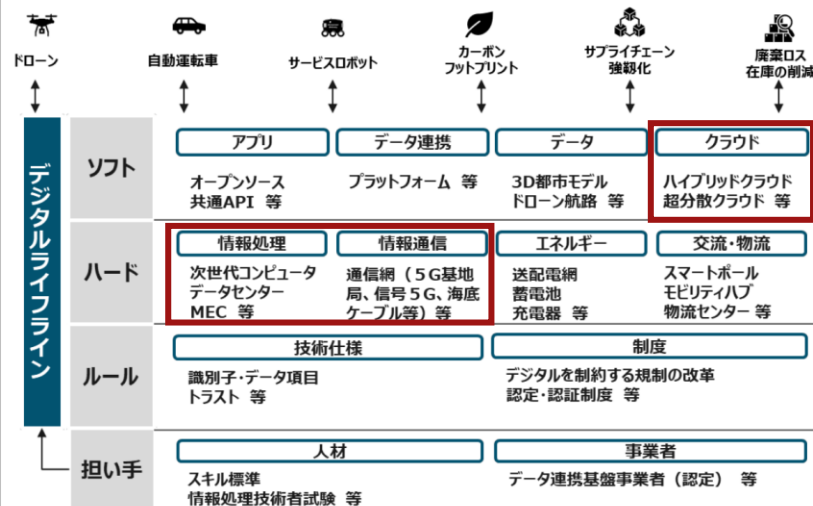 ドローン
自動運転車
サービスロボット
カーボン
フットプリント
サプライチェーン
強靱化
廃棄ロス
在庫の削減
デジタルライフライン
ソフト
アプリ
オープンソース
共通API 等
データ連携
プラットフォーム 等
データ
3D都市モデル
ドローン航路 等
クラウド
ハイブリッドクラウド
超分散クラウド 等
ハード
情報処理
次世代コンピュータ
データセンター
MEC 等
情報通信
通信網（5G基地
局、信号5G、海底
ケーブル等）等
エネルギー
送配電網
蓄電池
充電器 等
交流・物流
スマートポール
モビリティハブ
物流センター 等
ルール
技術仕様
識別子・データ項目
トラスト 等
制度
デジタルを制約する規制の改革
認定・認証制度 等
担い手
人材
スキル標準
情報処理技術者試験 等
事業者
データ連携基盤事業者（認定） 等